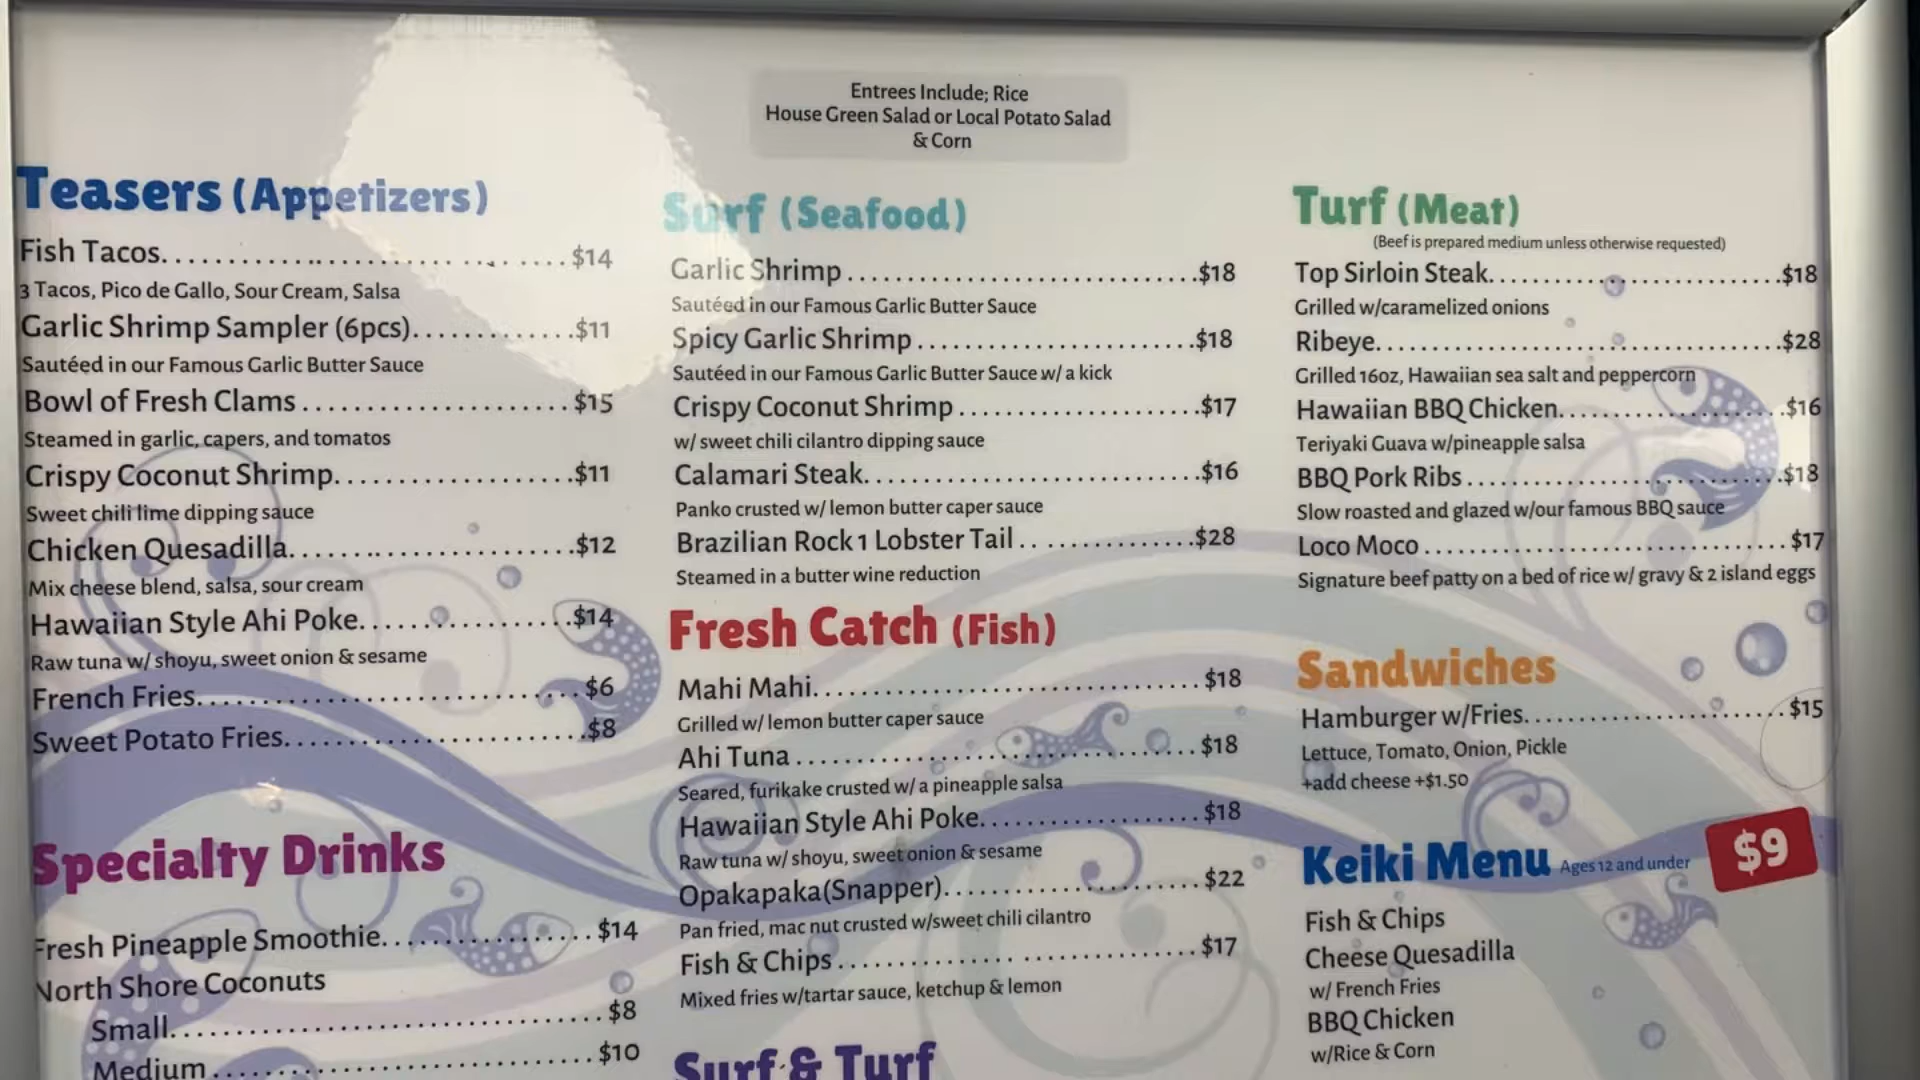 Entrees Include; Rice
House Green Salad or Local Potato Salad
& Corn
Teasers (Appetizers)
Fish Tacos.......................................$14
3 Tacos, Pico de Gallo, Sour Cream, Salsa
Garlic Shrimp Sampler (6pcs).............$11
Sautéed in our Famous Garlic Butter Sauce
Bowl of Fresh Clams.......................$15
Steamed in garlic, capers, and tomatos
Crispy Coconut Shrimp....................$11
Sweet chili lime dipping sauce
Chicken Quesadilla........................$12
Mix cheese blend, salsa, sour cream
Hawaiian Style Ahi Poke..................$14
Raw tuna w/ shoyu, sweet onion & sesame
French Fries................................$6
Sweet Potato Fries.........................$8
Specialty Drinks
Fresh Pineapple Smoothie..................$14
North Shore Coconuts
Small.......................................$8
Medium.....................................$10
Surf (Seafood)
Garlic Shrimp..............................$18
Sautéed in our Famous Garlic Butter Sauce
Spicy Garlic Shrimp.......................$18
Sautéed in our Famous Garlic Butter Sauce w/ a kick
Crispy Coconut Shrimp....................$17
w/ sweet chili cilantro dipping sauce
Calamari Steak.............................$16
Panko crusted w/ lemon butter caper sauce
Brazilian Rock 1 Lobster Tail..............$28
Steamed in a butter wine reduction
Fresh Catch (Fish)
Mahi Mahi..................................$18
Grilled w/ lemon butter caper sauce
Ahi Tuna...................................$18
Seared, furikake crusted w/ a pineapple salsa
Hawaiian Style Ahi Poke..................$18
Raw tuna w/ shoyu, sweet onion & sesame
Opakapaka(Snapper).......................$22
Pan fried, mac nut crusted w/sweet chili cilantro
Fish & Chips...............................$17
Mixed fries w/tartar sauce, ketchup & lemon
Surf & Turf
Turf (Meat)
(Beef is prepared medium unless otherwise requested)
Top Sirloin Steak..........................$18
Grilled w/caramelized onions
Ribeye......................................$28
Grilled 16oz, Hawaiian sea salt and peppercorn
Hawaiian BBQ Chicken.....................$16
Teriyaki Guava w/pineapple salsa
BBQ Pork Ribs..............................$18
Slow roasted and glazed w/our famous BBQ sauce
Loco Moco..................................$17
Signature beef patty on a bed of rice w/ gravy & 2 island eggs
Sandwiches
Hamburger w/Fries.........................$15
Lettuce, Tomato, Onion, Pickle
+add cheese +$1.50
Keiki Menu Ages 12 and under $9
Fish & Chips
Cheese Quesadilla
w/ French Fries
BBQ Chicken
w/Rice & Corn